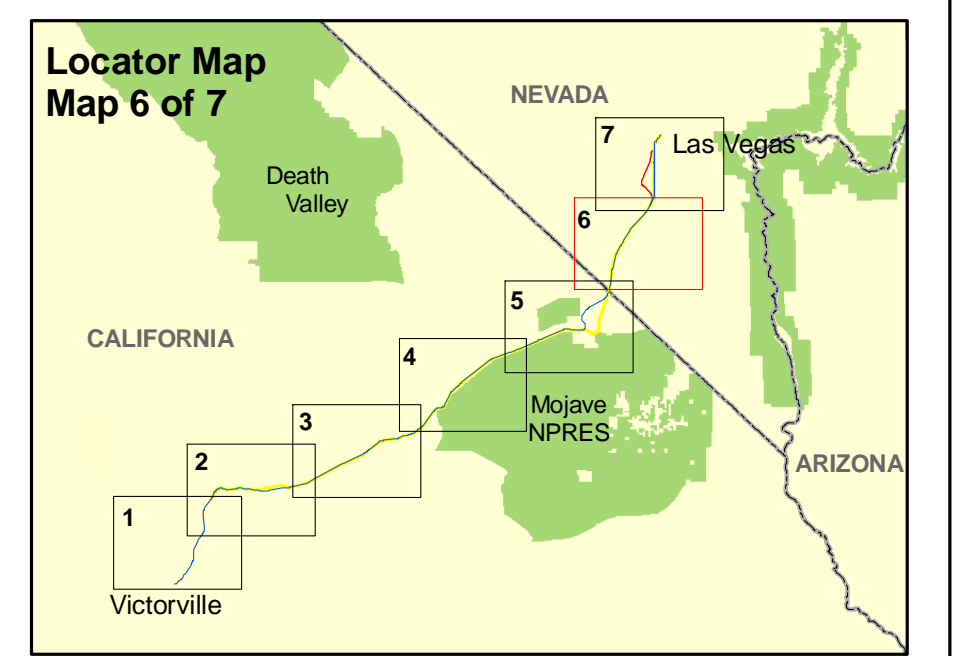 Locator Map
Map 6 of 7
NEVADA
7
Las Vegas
Death
Valley
6
5
CALIFORNIA
4
Mojave
NPRES
3
2
ARIZONA
1
Victorville